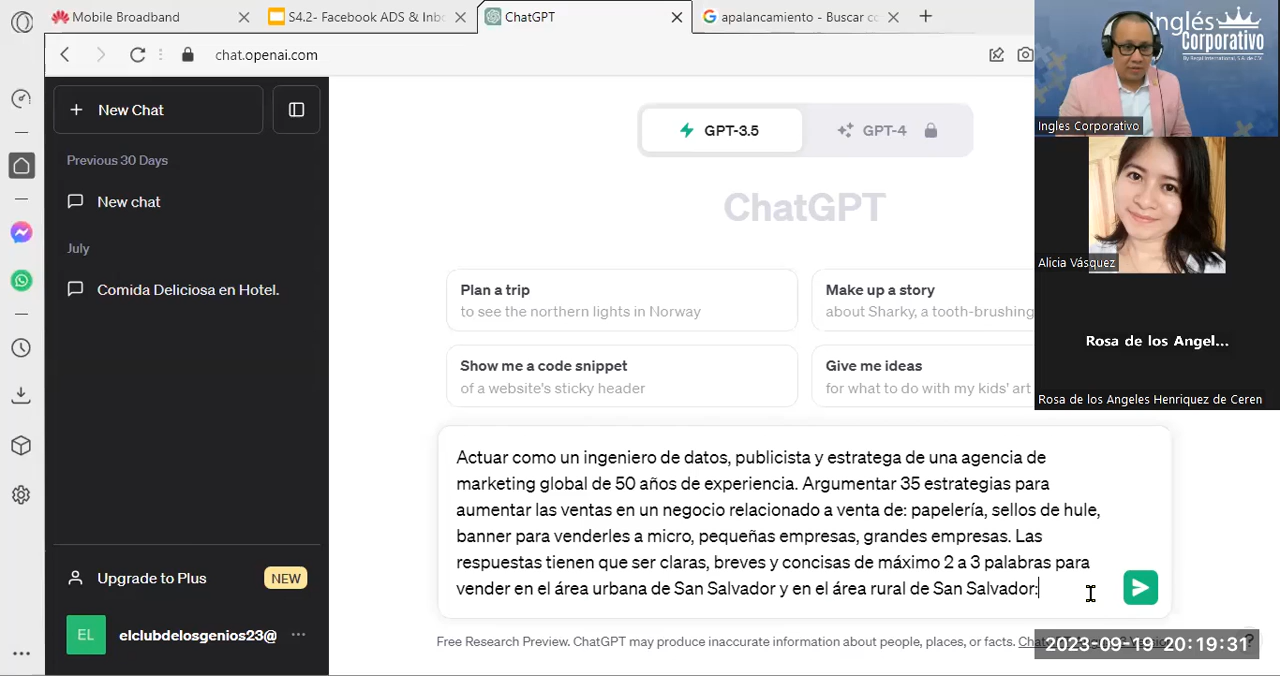 Mobile Broadband
S4.2- Facebook ADS & Inb
ChatGPT
apalancamiento - Buscar co
chat.openai.com
New Chat
Previous 30 Days
New chat
July
Comida Deliciosa en Hotel.
Upgrade to Plus
NEW
EL
elclubdelosgenios23@
GPT-3.5
GPT-4
ChatGPT
Plan a trip
to see the northern lights in Norway
Make up a story
about Sharky, a tooth-brushing
Show me a code snippet
of a website's sticky header
Give me ideas
for what to do with my kids' art
Actuar como un ingeniero de datos, publicista y estratega de una agencia de
marketing global de 50 años de experiencia. Argumentar 35 estrategias para
aumentar las ventas en un negocio relacionado a venta de: papelería, sellos de hule,
banner para venderles a micro, pequeñas empresas, grandes empresas. Las
respuestas tienen que ser claras, breves y concisas de máximo 2 a 3 palabras para
vender en el área urbana de San Salvador y en el área rural de San Salvador:
Free Research Preview. ChatGPT may produce inaccurate information about people, places, or facts.
2023-09-19 20:19:31
Inglés
Corporativo
By Regal International, S.A. de C.V.
Ingles Corporativo
Alicia Vásquez
Rosa de los Angel...
Rosa de los Angeles Henriquez de Ceren